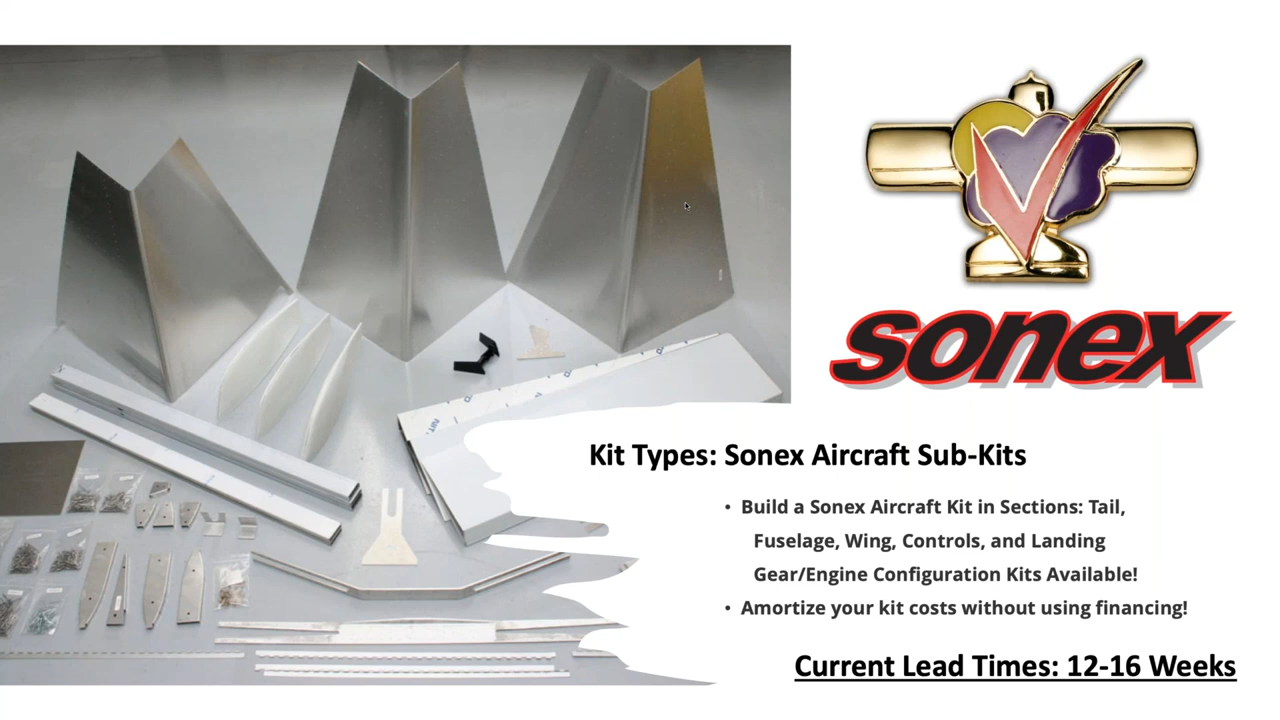 sonex
Kit Types: Sonex Aircraft Sub-Kits
• Build a Sonex Aircraft Kit in Sections: Tail,
Fuselage, Wing, Controls, and Landing
Gear/Engine Configuration Kits Available!
• Amortize your kit costs without using financing!
Current Lead Times: 12-16 Weeks